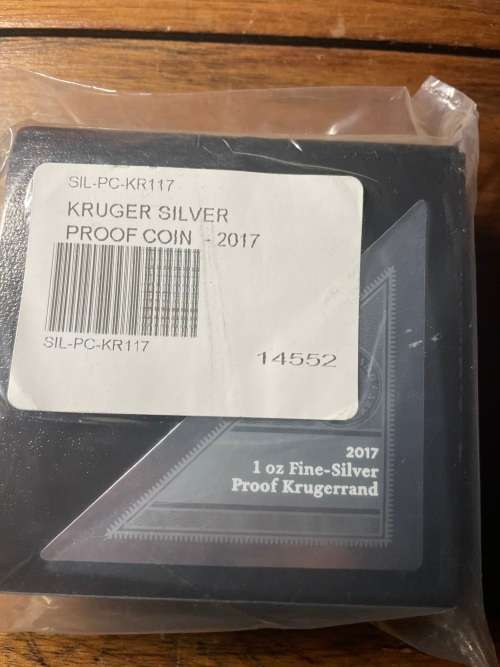 SIL-PC-KR117
KRUGER SILVER
PROOF COIN - 2017
SIL-PC-KR117
14552
2017
1 oz Fine-Silver
Proof Krugerrand